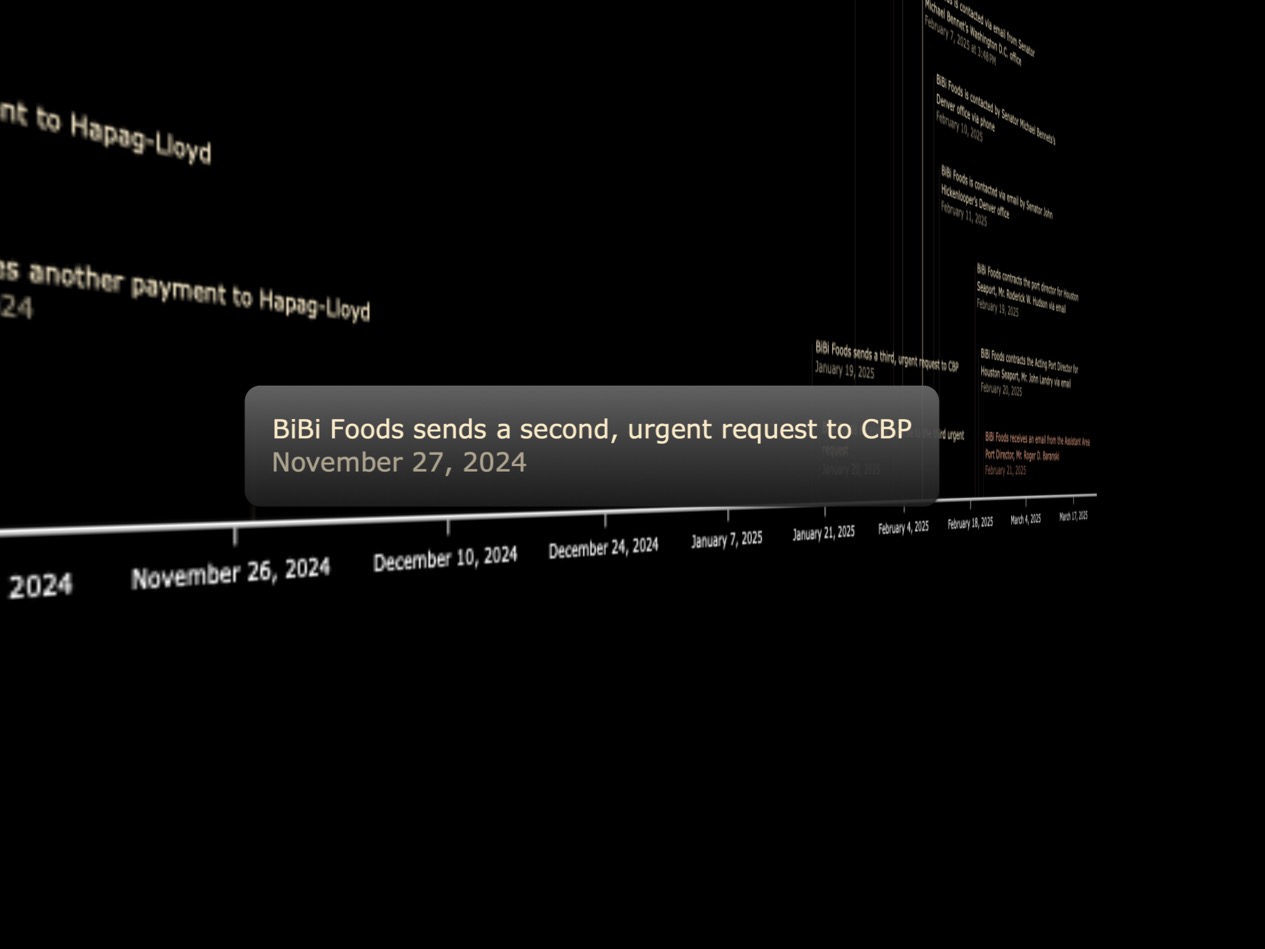 is contacted via email from Senator
Michael Bennet's Washington D.C. office
February 7, 2025 at 3:48 PM
BiBi Foods is contacted by Senator Michael Bennets's
Denver office via phone
February 10, 2025
nt to Hapag-Lloyd
BiBi Foods is contacted via email by Senator John
Hickenlooper's Denver office
February 11, 2025
es another payment to Hapag-Lloyd
024
BiBi Foods contracts the port director for Houston
Seaport, Mr. Roderick W. Hudson via email
February 19, 2025
BiBi Foods sends a third, urgent request to CBP
January 19, 2025
BiBi Foods contracts the Acting Port Director for
Houston Seaport, Mr. John Landry via email
February 20, 2025
BiBi Foods sends a second, urgent request to CBP
November 27, 2024
third urgent
request
January 20, 2025
BiBi Foods receives an email from the Assistant Area
Port Director, Mr. Roger D.
February 21, 2025
2024
November 26, 2024
December 10, 2024
December 24, 2024
January 7, 2025
January 21, 2025
February 4, 2025
February 18, 2025
March 4, 2025
March 17, 2025